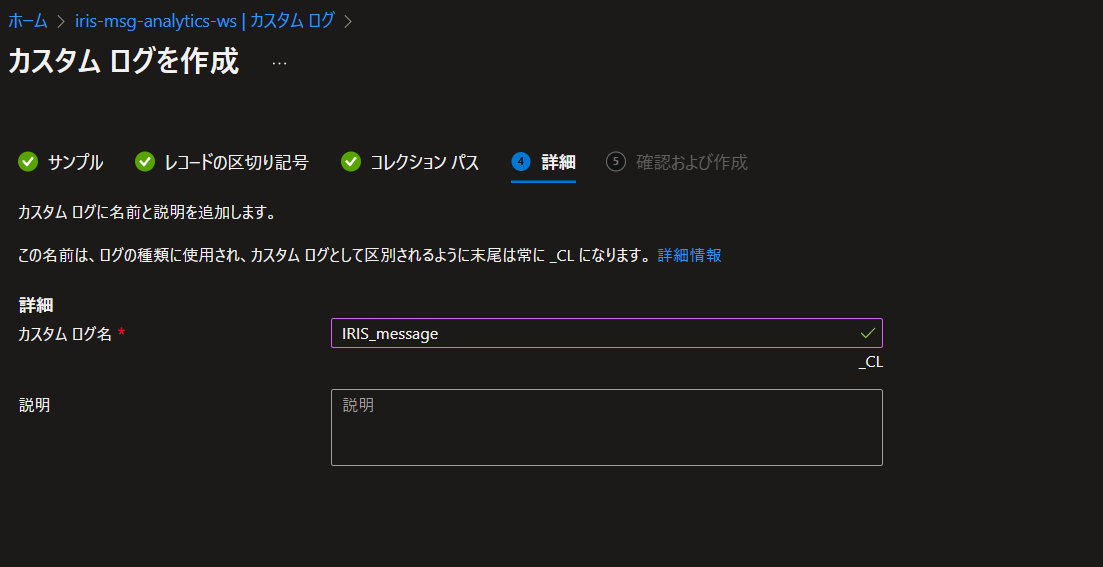 ホーム > iris-msg-analytics-ws | カスタム ログ >
カスタム ログを作成 ...
サンプル レコードの区切り記号 コレクション パス 4 詳細 5 確認および作成
カスタム ログに名前と説明を追加します。
この名前は、ログの種類に使用され、カスタム ログとして区別されるように末尾は常に _CL になります。 詳細情報
詳細
カスタム ログ名 * IRIS_message
_CL
説明 説明